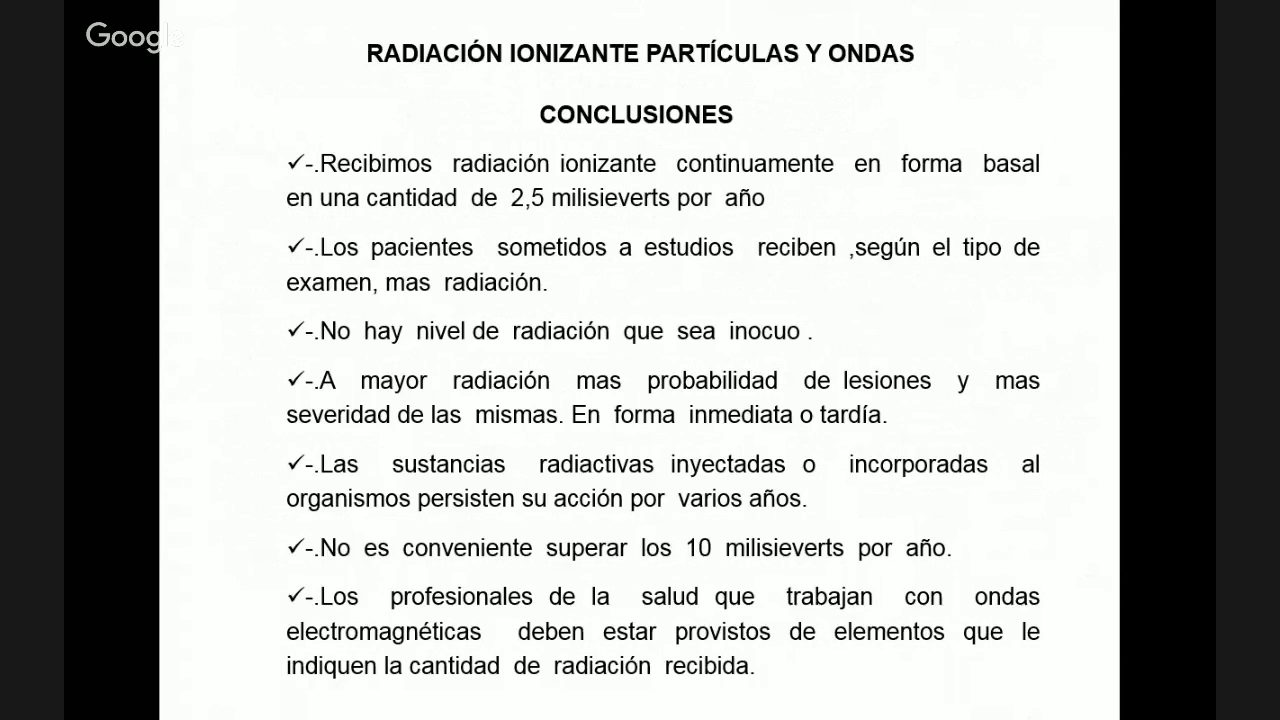 Google
RADIACIÓN IONIZANTE PARTÍCULAS Y ONDAS
CONCLUSIONES
✓-.Recibimos radiación ionizante continuamente en forma basal
en una cantidad de 2,5 milisieverts por año
✓-.Los pacientes sometidos a estudios reciben ,según el tipo de
examen, mas radiación.
✓-.No hay nivel de radiación que sea inocuo .
✓-.A mayor radiación mas probabilidad de lesiones y mas
severidad de las mismas. En forma inmediata o tardía.
✓-.Las sustancias radiactivas inyectadas o incorporadas al
organismos persisten su acción por varios años.
✓-.No es conveniente superar los 10 milisieverts por año.
✓-.Los profesionales de la salud que trabajan con ondas
electromagnéticas deben estar provistos de elementos que le
indiquen la cantidad de radiación recibida.